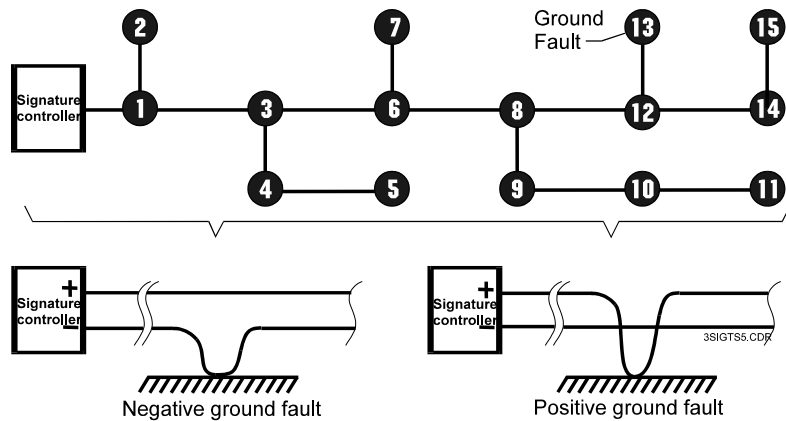 2
7
Ground
Fault
13
15
Signature
controller
1
3
6
8
12
14
4
5
9
10
11
+
Signature
controller
−
+
Signature
controller
−
3SIGTS5.CDR
Negative ground fault
Positive ground fault